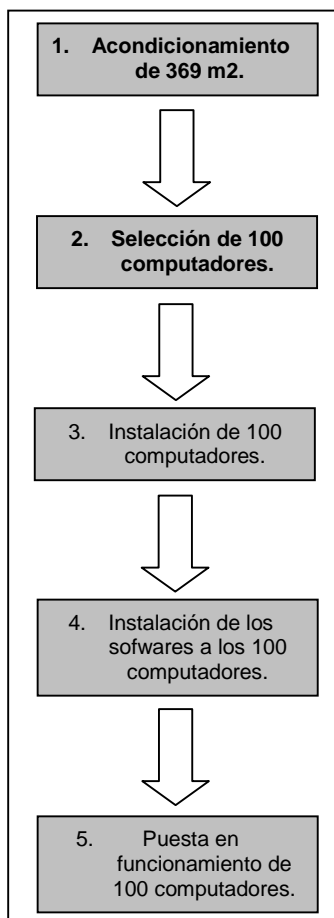 1. Acondicionamiento
de 369 m2.
2. Selección de 100
computadores.
3. Instalación de 100
computadores.
4. Instalación de los
sofwares a los 100
computadores.
5. Puesta en
funcionamiento de
100 computadores.